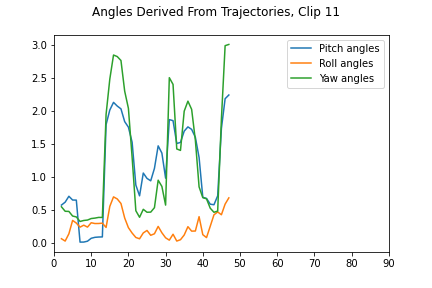 Angles Derived From Trajectories, Clip 11
Pitch angles
Roll angles
Yaw angles
3.0
2.5
2.0
1.5
1.0
0.5
0.0
0 10 20 30 40 50 60 70 80 90